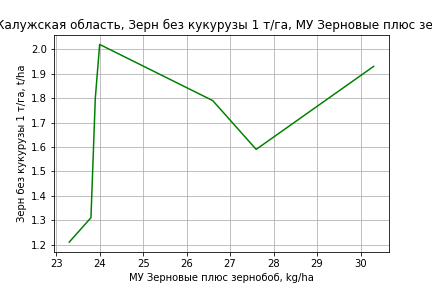 Калужская область, Зерн без кукурузы 1 т/га, МУ Зерновые плюс зе
2.0
1.9
1.8
1.7
1.6
1.5
1.4
1.3
1.2
Зерн без кукурузы 1 т/га, t/ha
23 24 25 26 27 28 29 30
МУ Зерновые плюс зернобоб, kg/ha